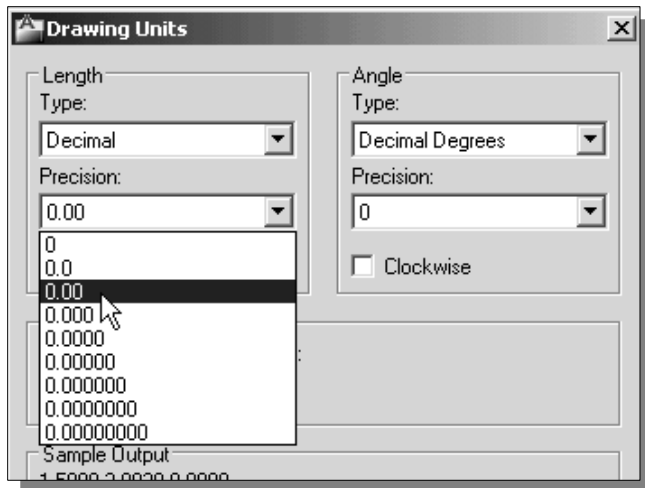 Drawing Units
Length
Type:
Decimal
Precision:
0.00
0
0.0
0.00
0.000
0.0000
0.00000
0.000000
0.0000000
0.00000000
Angle
Type:
Decimal Degrees
Precision:
0
Clockwise
:
Sample Output